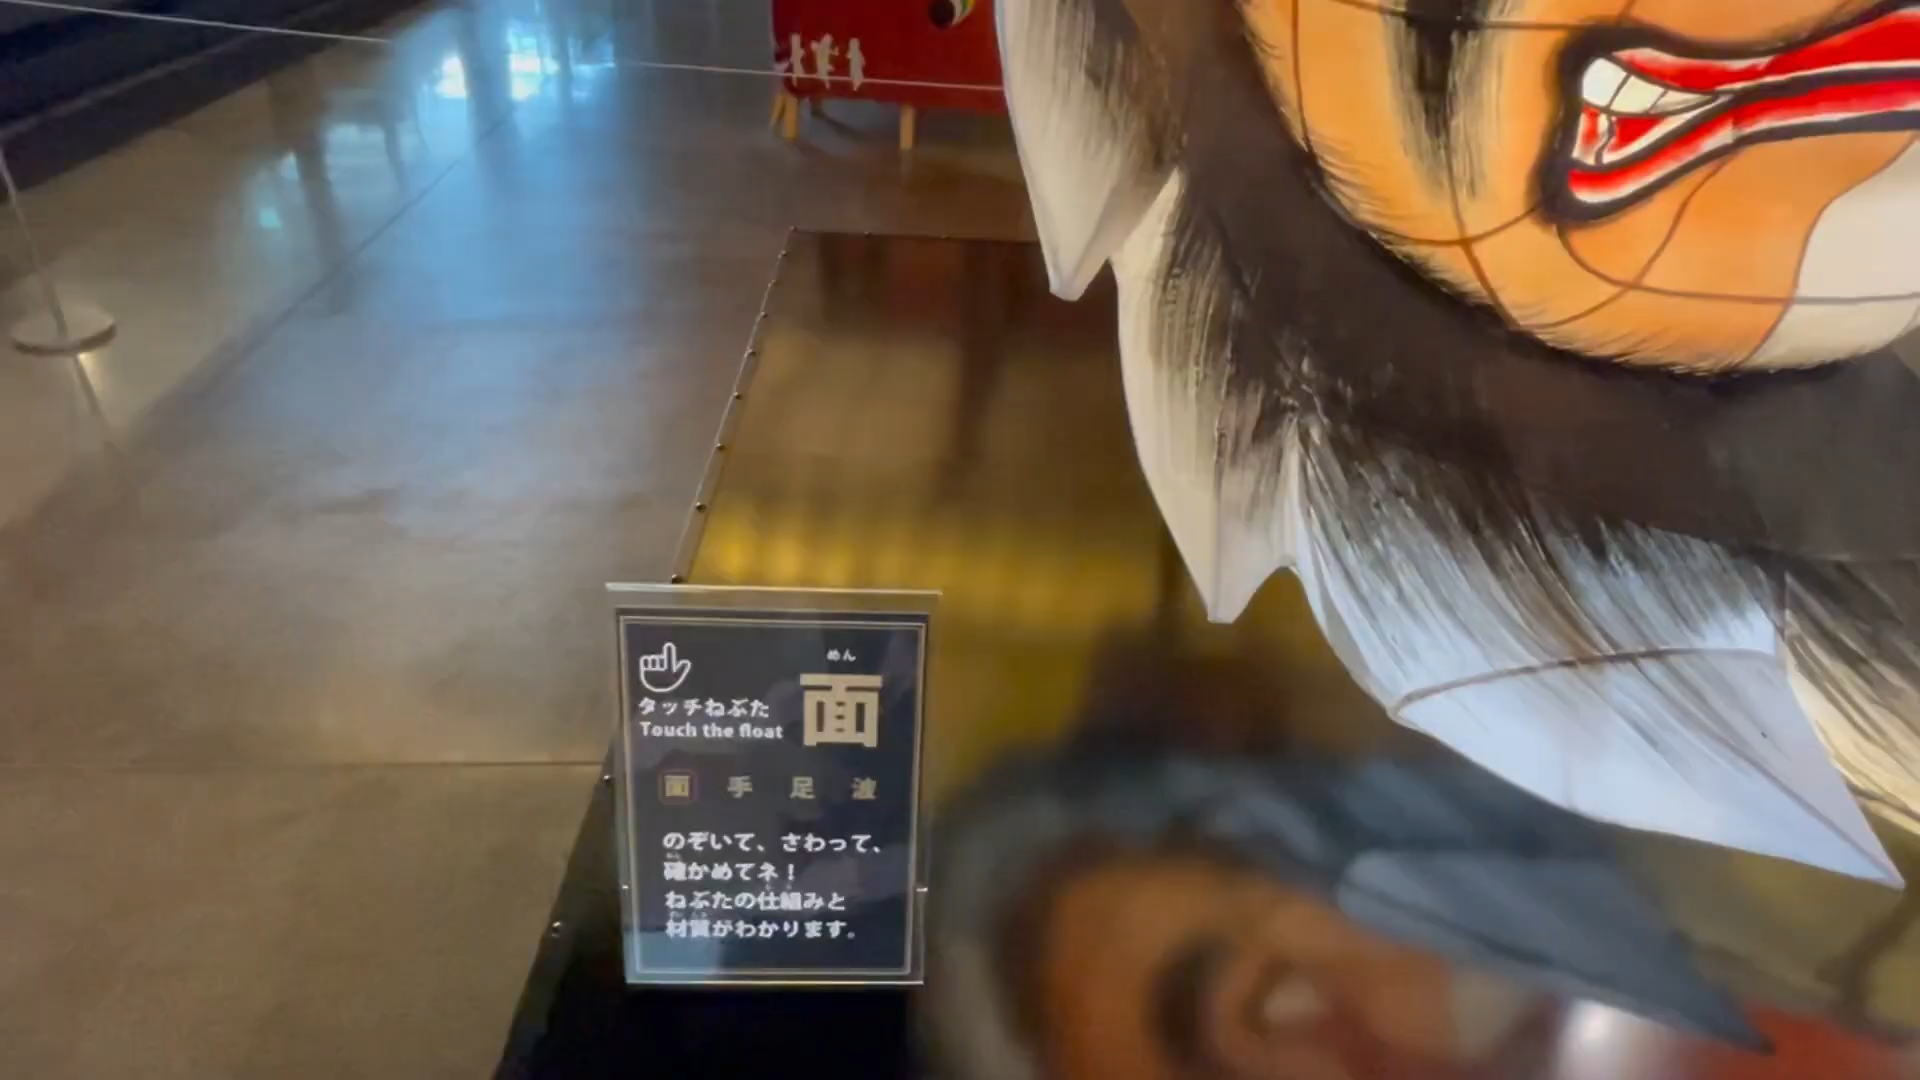 めん
面
タッチねぶた
Touch the float
面 手 足 波
のぞいて、さわって、
確かめてネ！
ねぶたの仕組みと
材質がわかります。